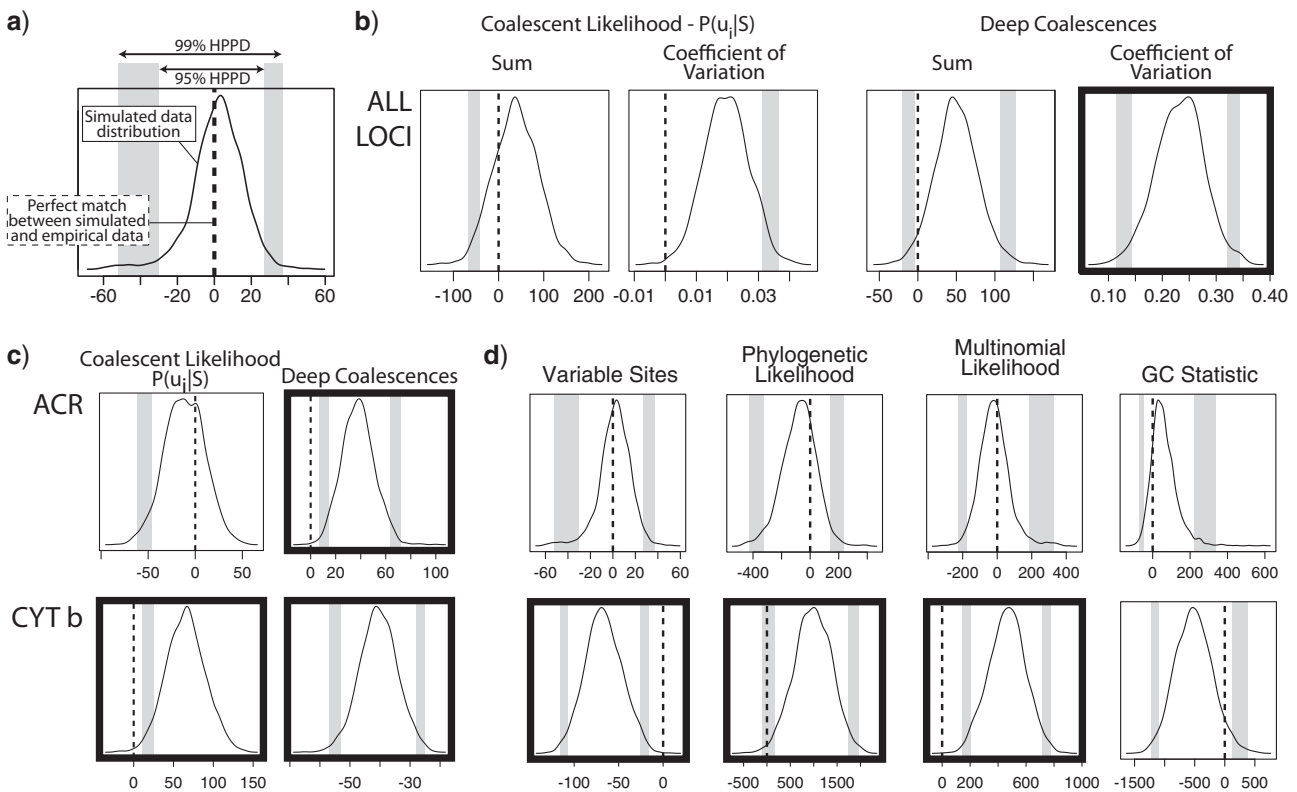 a)
99% HPPD
95% HPPD
Simulated data
distribution
Perfect match
between simulated
and empirical data
-60 -20 0 20 60
b)
Coalescent Likelihood - P(ui|S)
Deep Coalescences
Sum
Coefficient of
Variation
Sum
Coefficient of
Variation
ALL
LOCI
-100 0 100 200
-0.01 0.01 0.03
-50 0 50 100
0.10 0.20 0.30 0.40
c)
Coalescent Likelihood
P(ui|S)
Deep Coalescences
ACR
-50 0 50
0 20 60 100
CYT b
0 50 100 150
-50 -30
d)
Variable Sites
Phylogenetic
Likelihood
Multinomial
Likelihood
GC Statistic
-60 -20 0 20 60
-400 0 400
-200 0 200 400
0 200 400 600
-100 -50 0
-500 500 1500
0 200 400 600 800 1000
-1500 -500 0 500